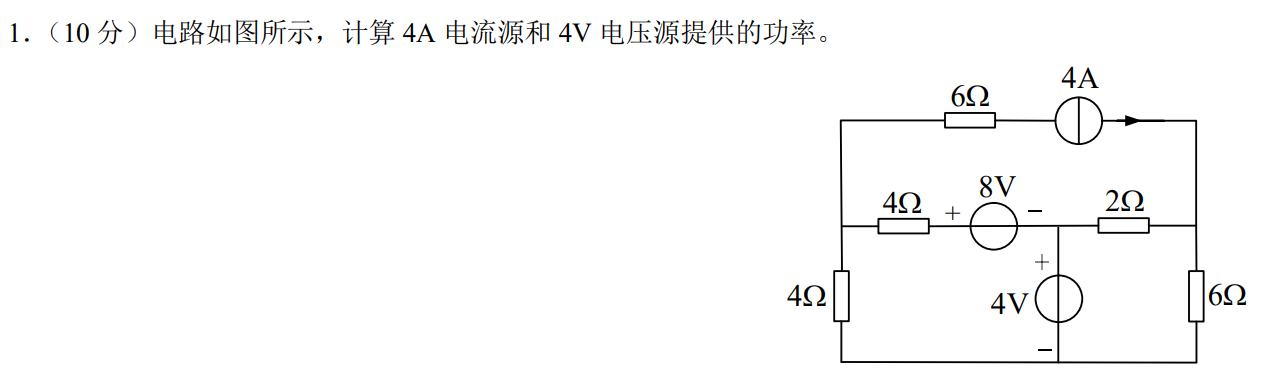 1.（10 分）电路如图所示，计算 4A 电流源和 4V 电压源提供的功率。
4A
6Ω
8V
4Ω
+
−
2Ω
+
4Ω
4V
6Ω
−